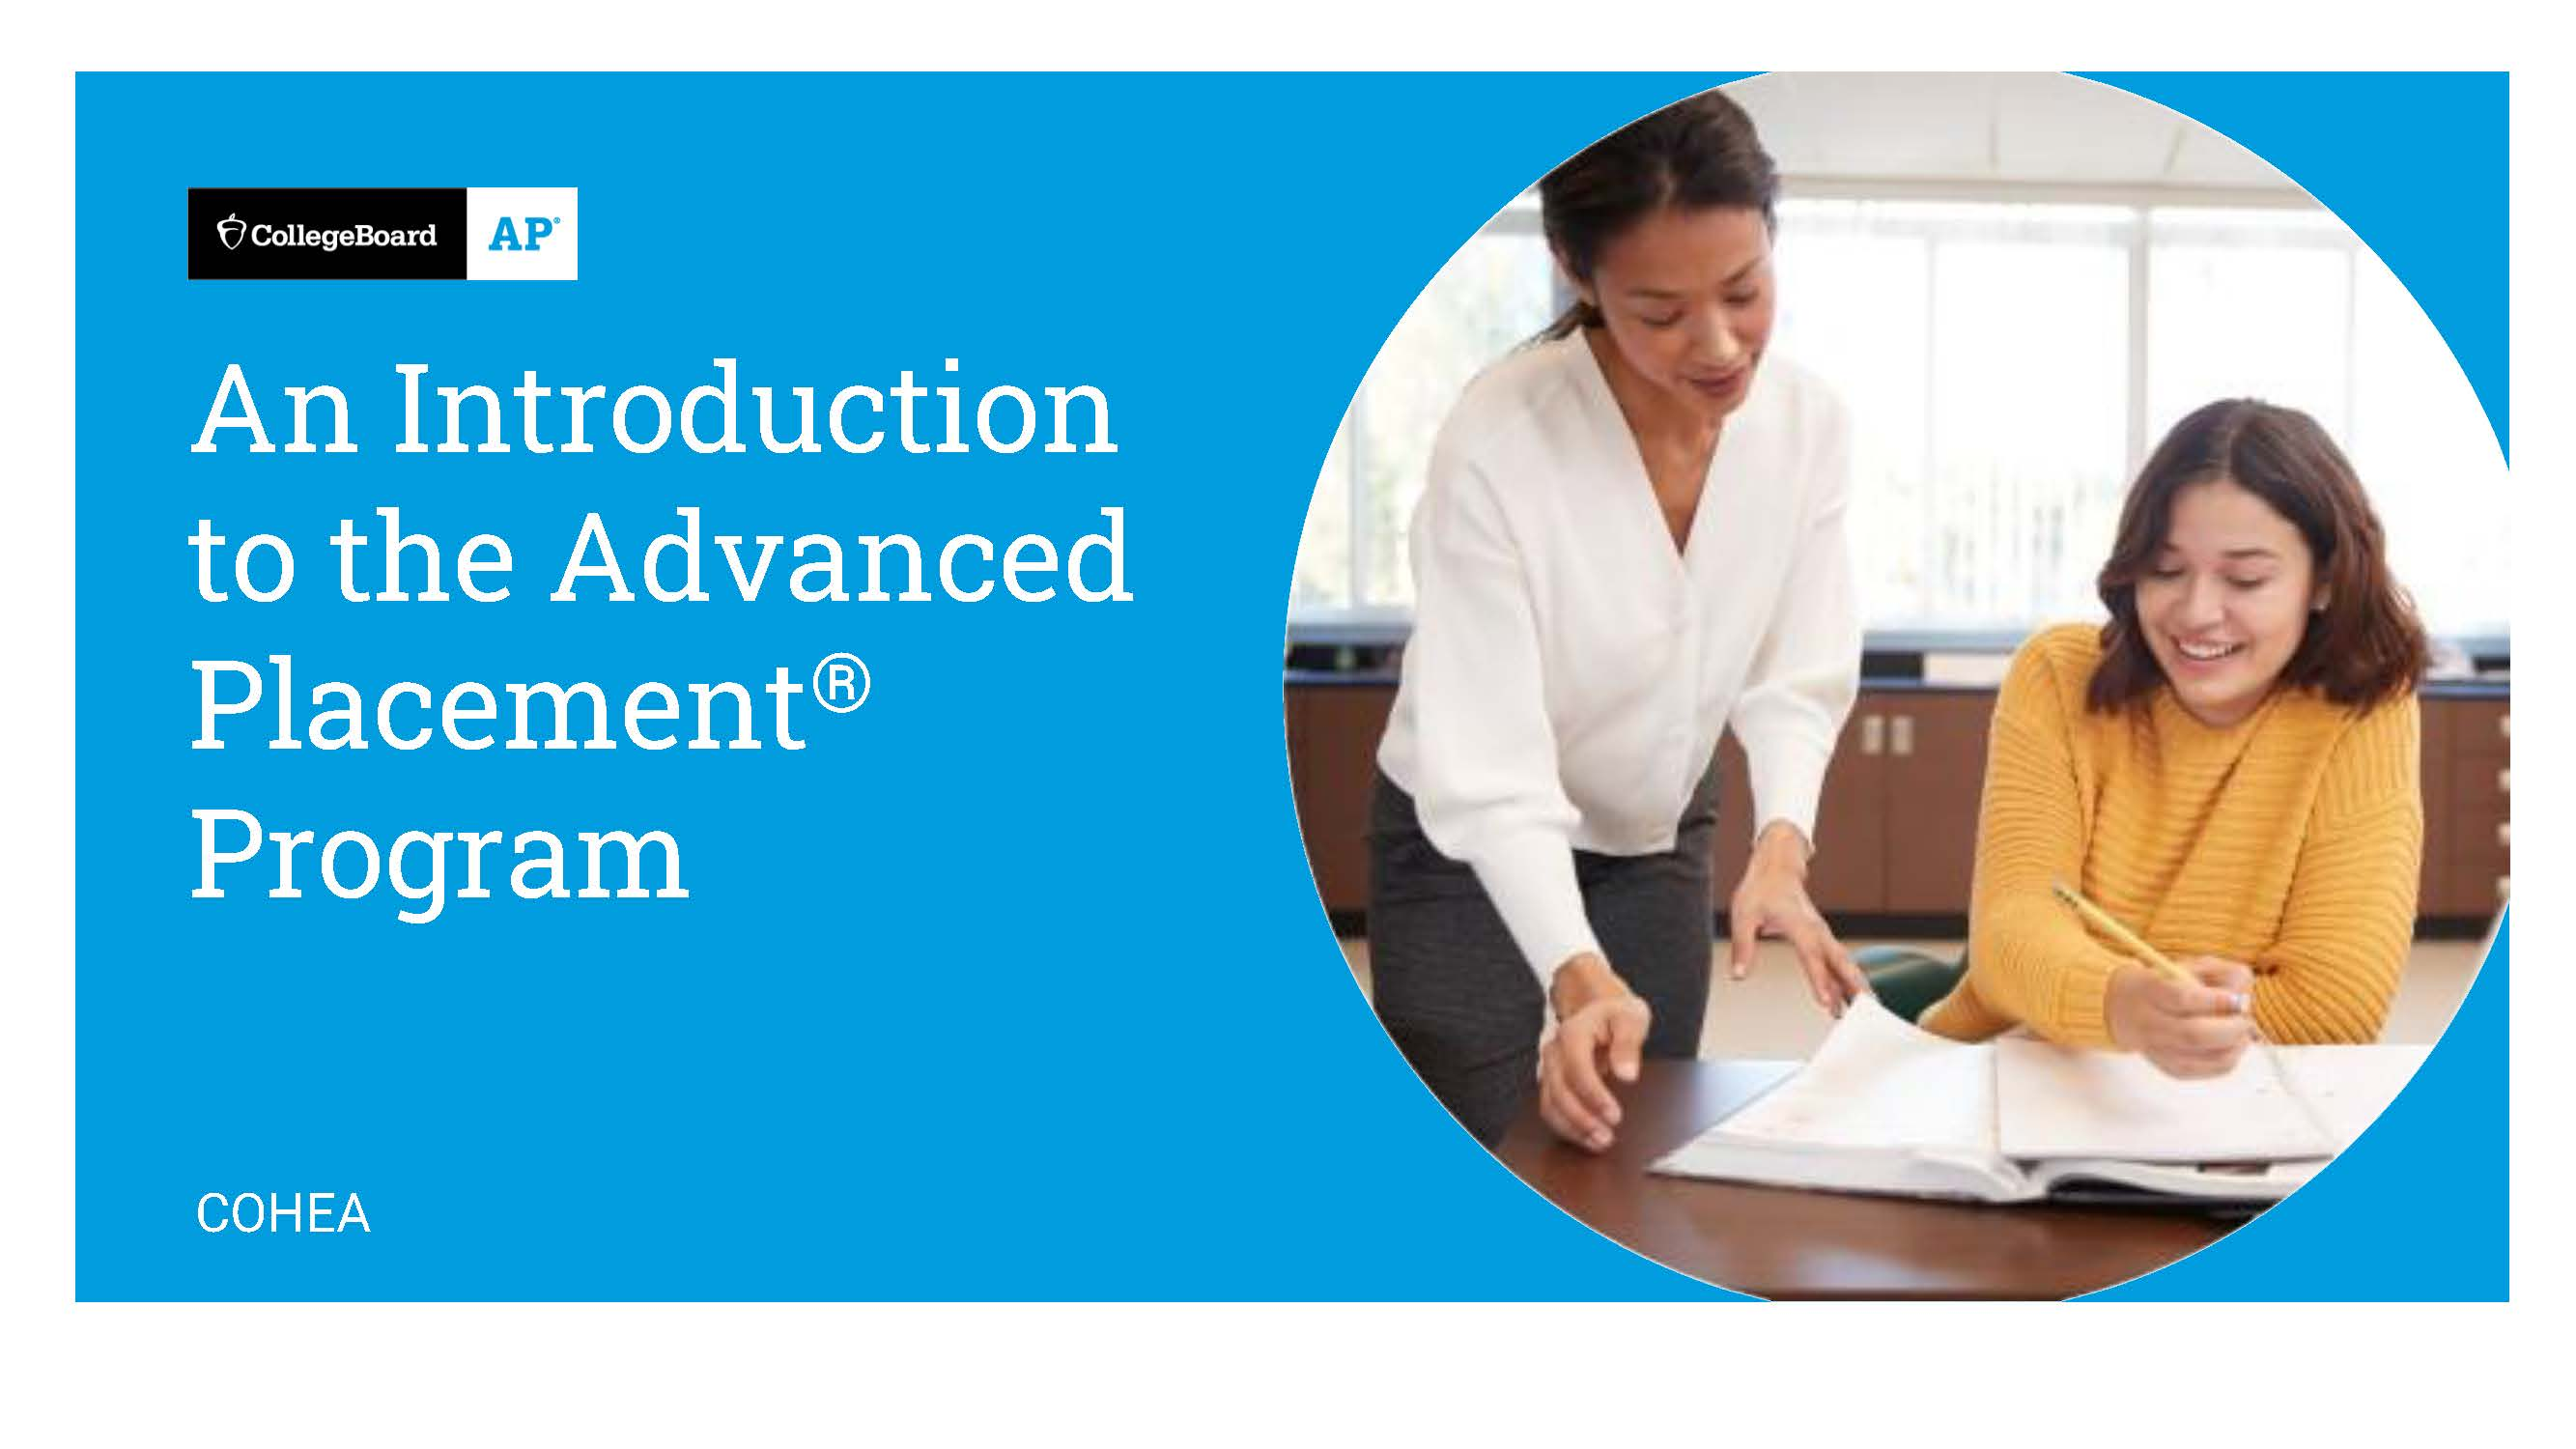 CollegeBoard AP®
An Introduction
to the Advanced
Placement®
Program
COHEA